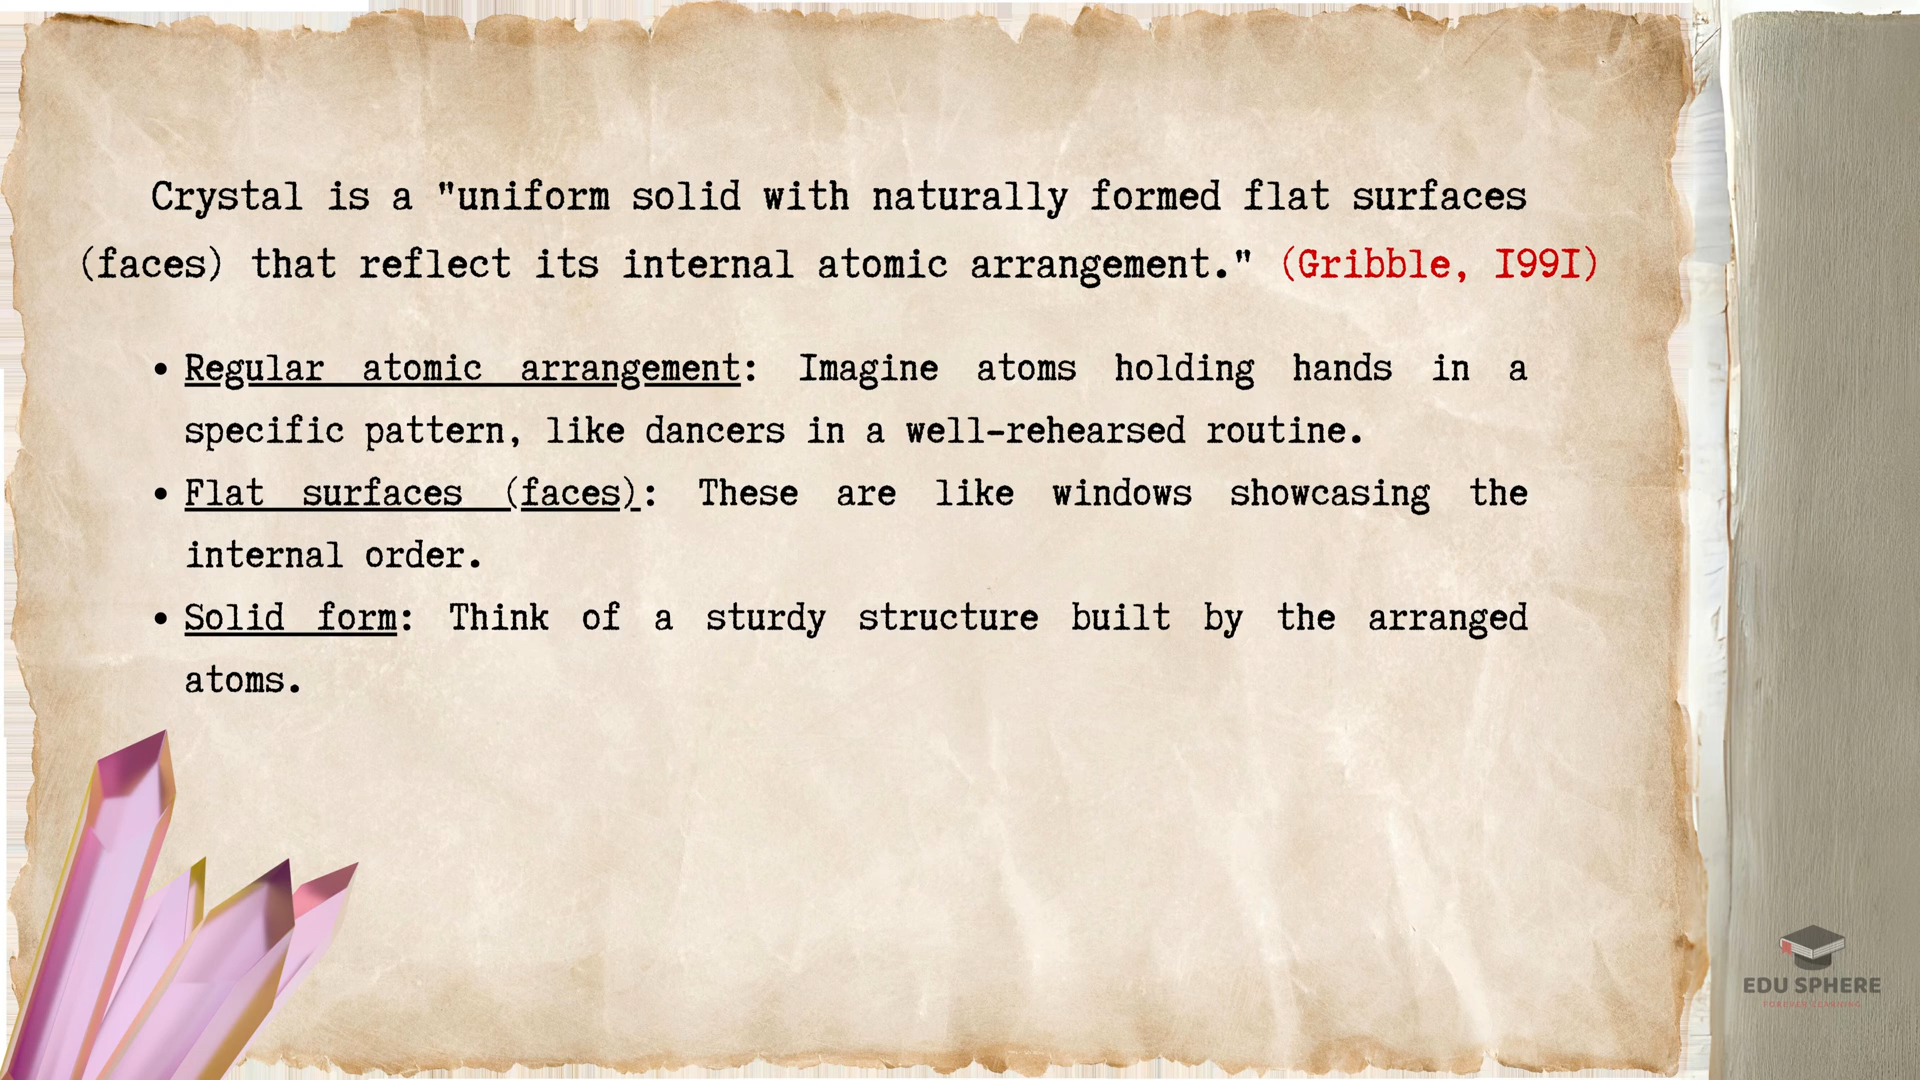 Crystal is a "uniform solid with naturally formed flat surfaces
(faces) that reflect its internal atomic arrangement." (Gribble, I99I)
• Regular atomic arrangement: Imagine atoms holding hands in a
specific pattern, like dancers in a well-rehearsed routine.
• Flat surfaces (faces): These are like windows showcasing the
internal order.
• Solid form: Think of a sturdy structure built by the arranged
atoms.
EDU SPHERE